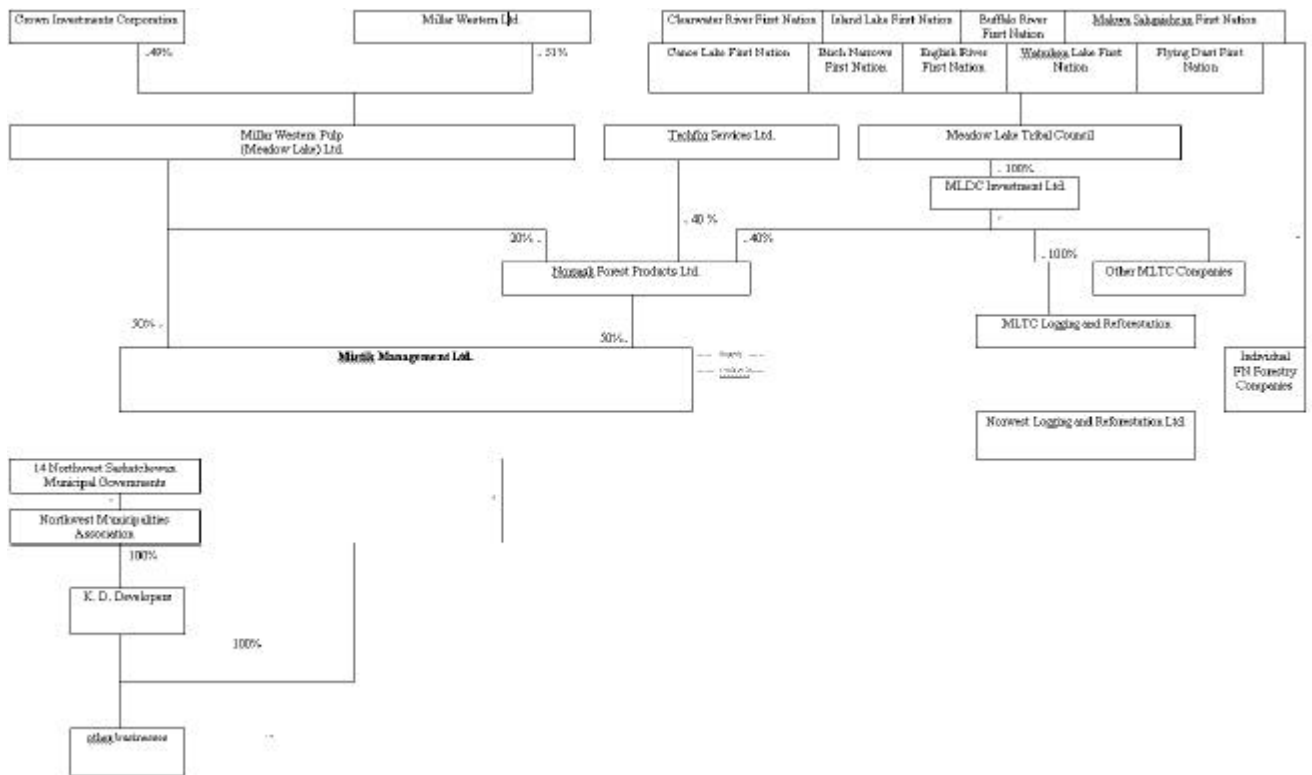 Crown Investments Corporation
Millar Western Ltd.
Clearwater River First Nation
Island Lake First Nation
Buffalo River
First Nation
First Nation
Canoe Lake First Nation
Birch Narrows
First Nation
English River
First Nation
Lake First
Nation
Flying Dust First
Nation
49%
51%
Millar Western Pulp
(Meadow Lake) Ltd.
Services Ltd.
Meadow Lake Tribal Council
100%
MLDC Investment Ltd.
40 %
20%
40%
100%
Forest Products Ltd.
Other MLTC Companies
50%
50%
MLTC Logging and Reforestation
Mistik Management Ltd.
Individual
FN Forestry
Companies
Norwest Logging and Reforestation Ltd.
14 Northwest Saskatchewan
Municipal Governments
Northwest Municipalities
Association
100%
K. D. Developers
100%
other businesses